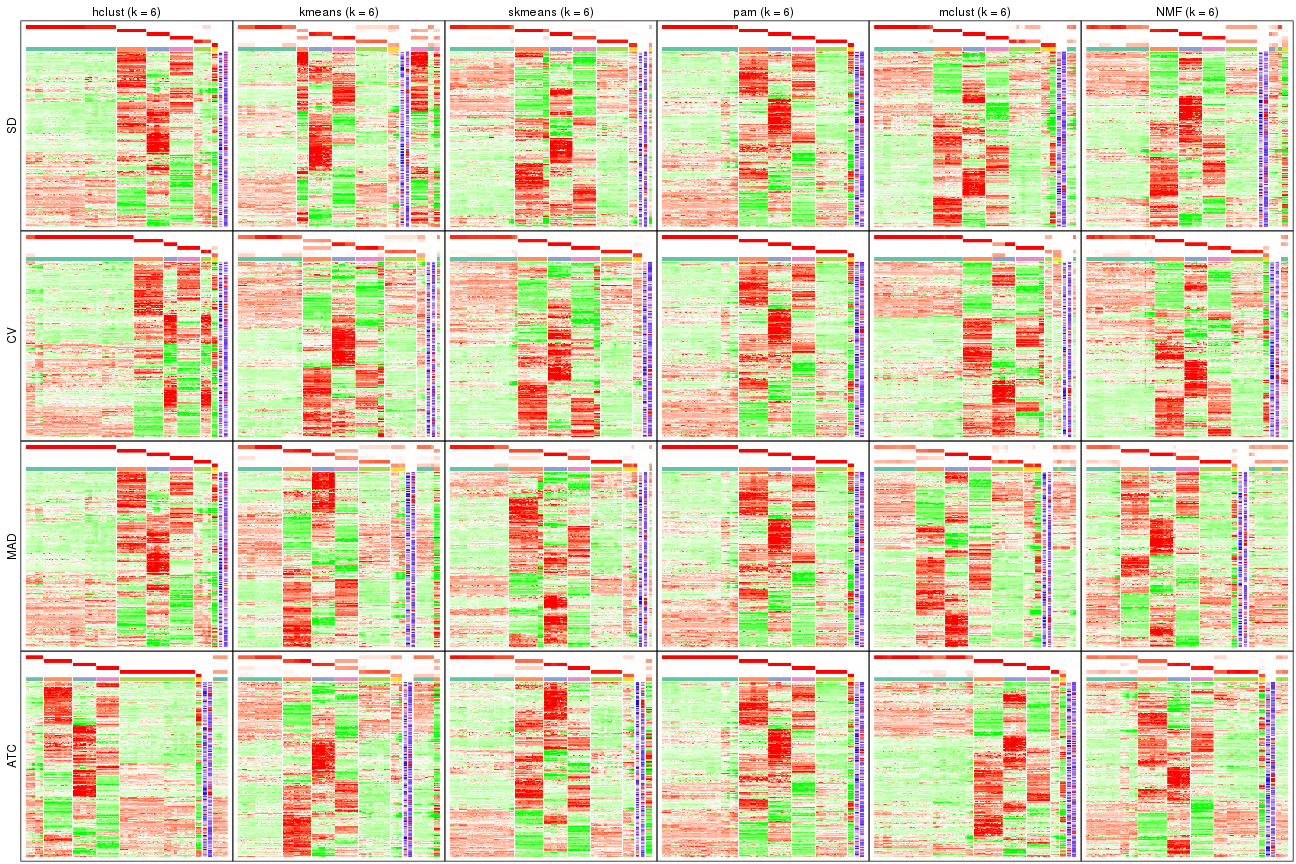 hclust (k = 6)
kmeans (k = 6)
skmeans (k = 6)
pam (k = 6)
mclust (k = 6)
NMF (k = 6)
SD
CV
MAD
ATC